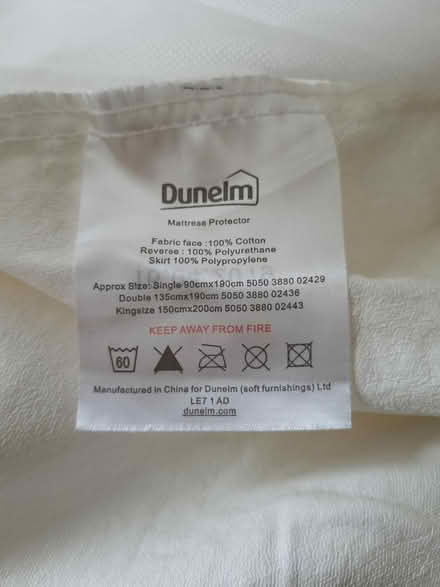 Dunelm
Mattress Protector
Fabric face :100% Cotton
Reverse : 100% Polyurethane
Skirt 100% Polypropylene
Approx Size: Single 90cmx190cm 5050 3880 02429
Double 135cmx190cm 5050 3880 02436
Kingsize 150cmx200cm 5050 3880 02443
KEEP AWAY FROM FIRE
60
Manufactured in China for Dunelm (soft furnishings) Ltd
LE7 1 AD
dunelm.com